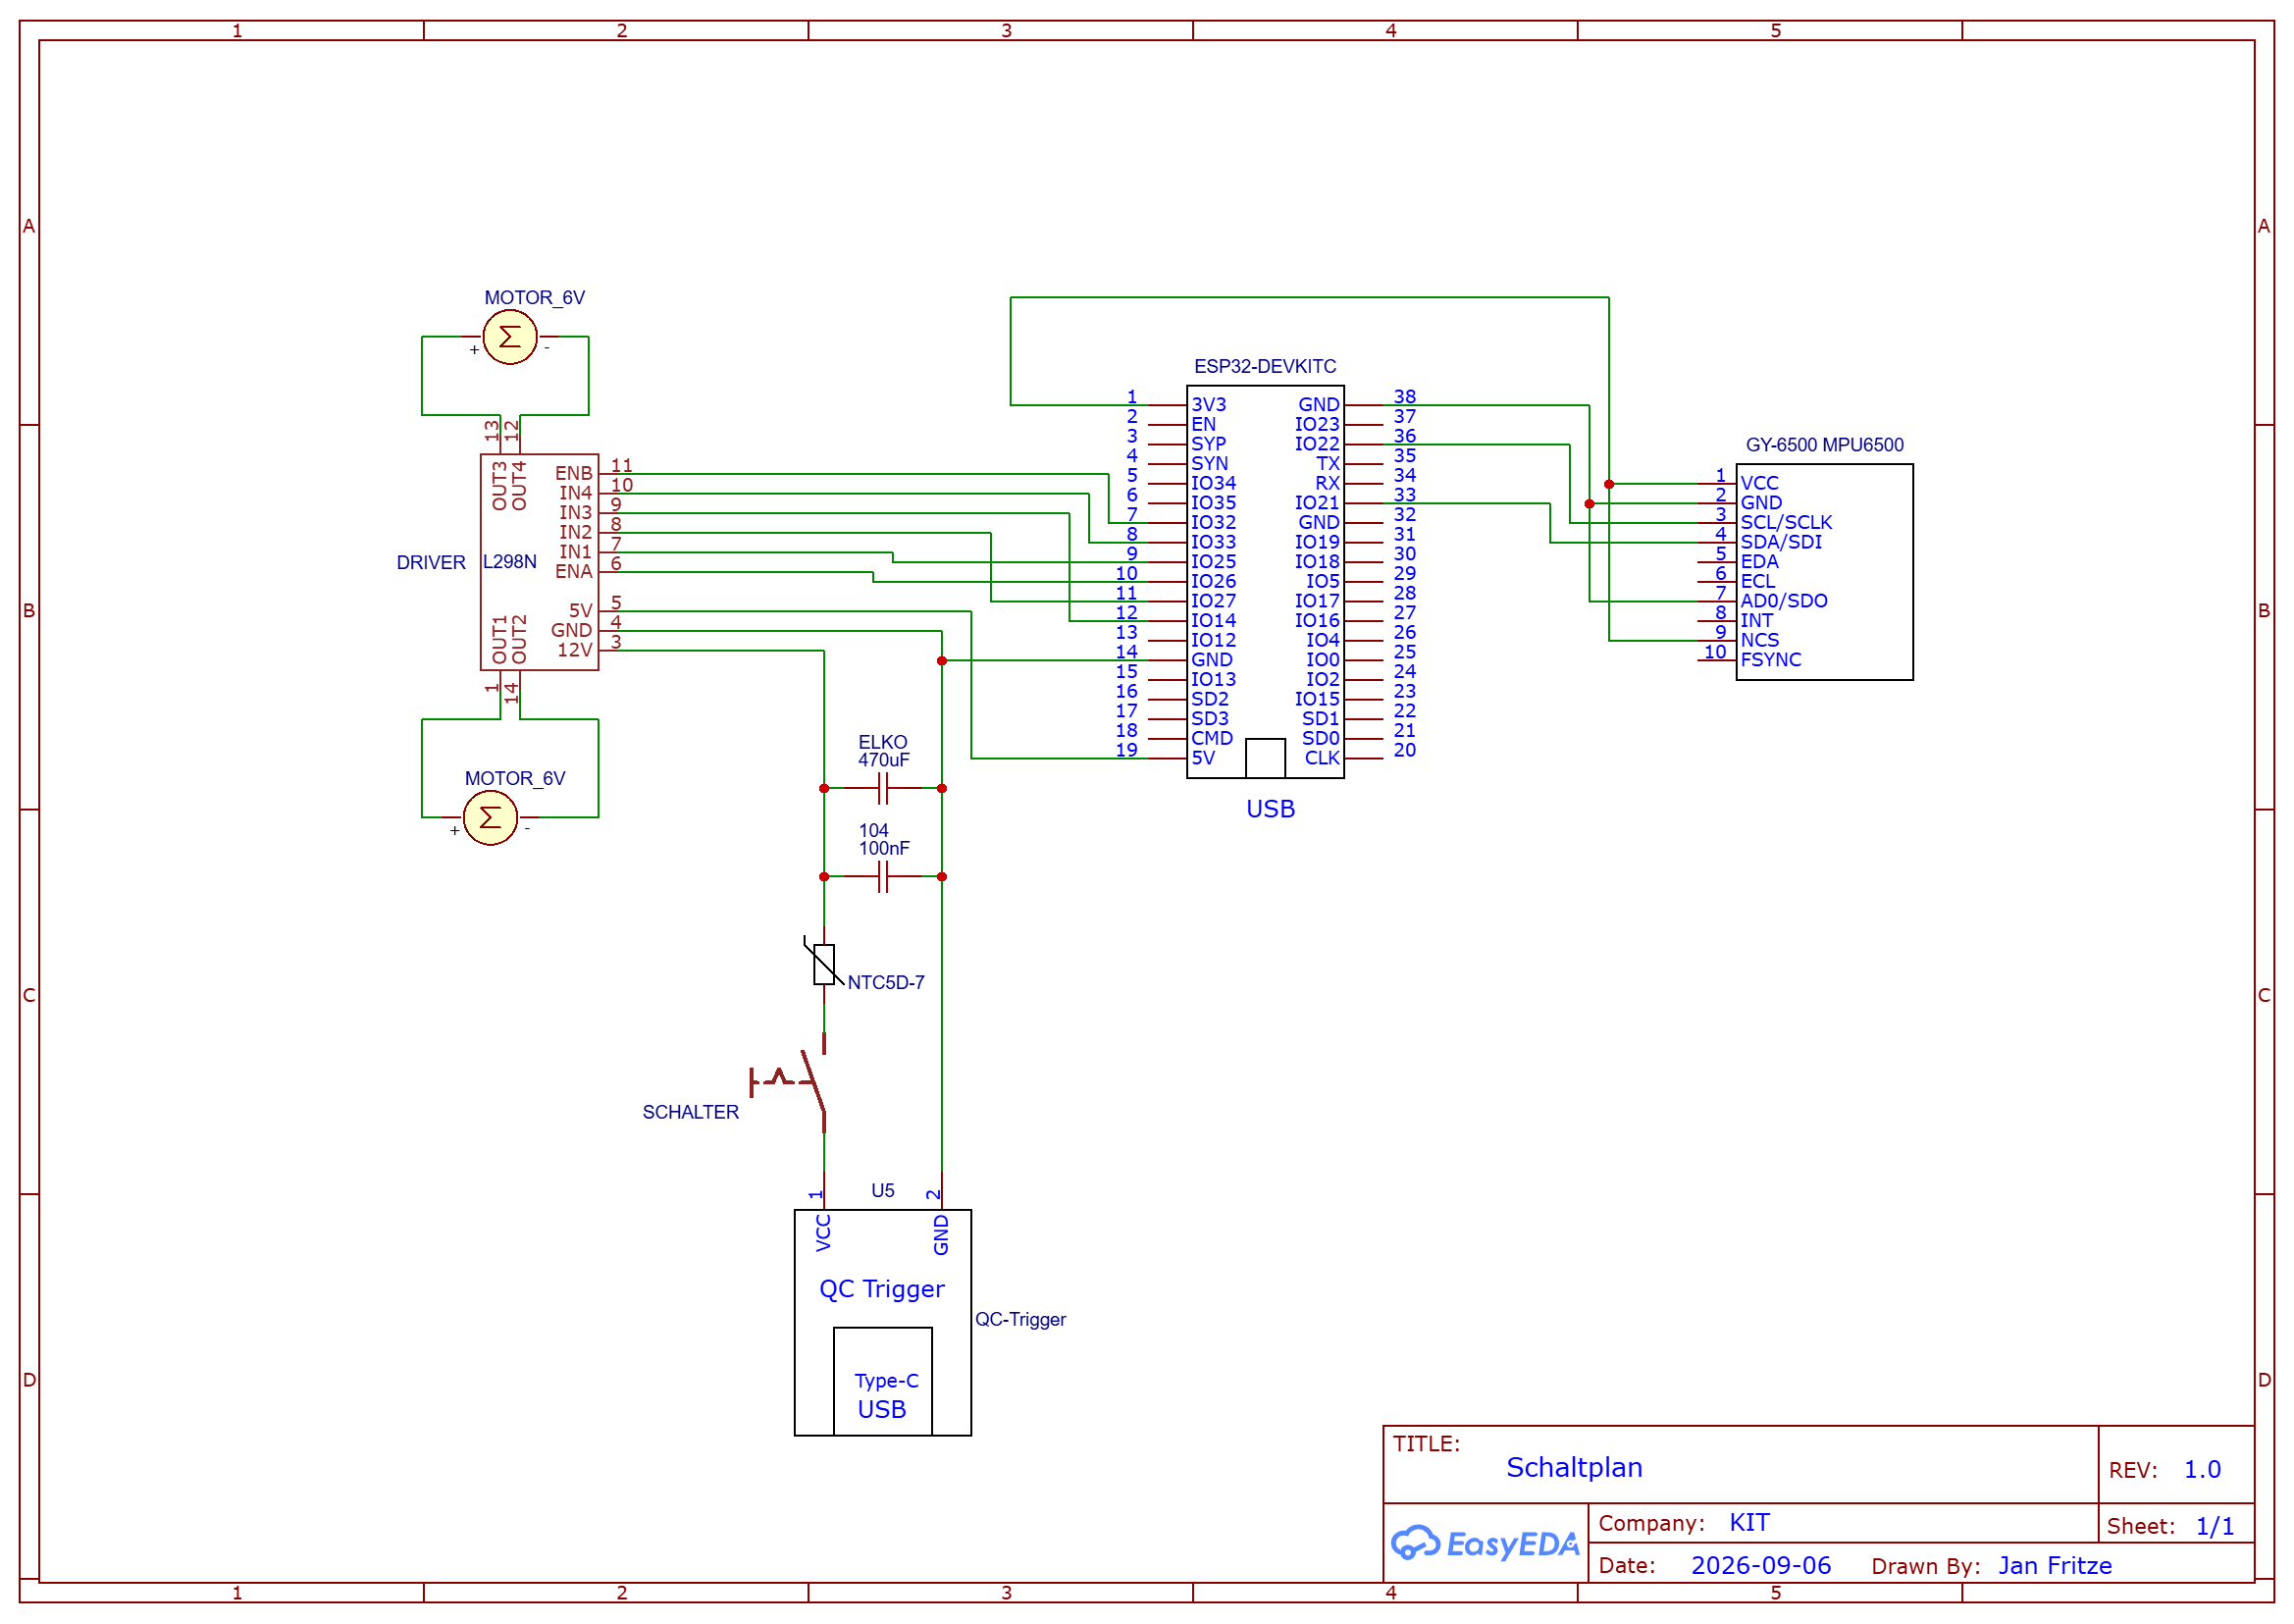 1 2 3 4 5
A A
MOTOR_6V
+ -
13 12
OUT3 OUT4
ENB 11
IN4 10
IN3 9
IN2 8
IN1 7
ENA 6
5V 5
GND 4
12V 3
DRIVER L298N
OUT1 OUT2
1 14
MOTOR_6V
+ -
ESP32-DEVKITC
1 3V3 GND 38
2 EN IO23 37
3 SYP IO22 36
4 SYN TX 35
5 IO34 RX 34
6 IO35 IO21 33
7 IO32 GND 32
8 IO33 IO19 31
9 IO25 IO18 30
10 IO26 IO5 29
11 IO27 IO17 28
12 IO14 IO16 27
13 IO12 IO4 26
14 GND IO0 25
15 IO13 IO2 24
16 SD2 IO15 23
17 SD3 SD1 22
18 CMD SD0 21
19 5V CLK 20
USB
GY-6500 MPU6500
1 VCC
2 GND
3 SCL/SCLK
4 SDA/SDI
5 EDA
6 ECL
7 AD0/SDO
8 INT
9 NCS
10 FSYNC
B B
ELKO
470uF
104
100nF
NTC5D-7
C C
SCHALTER
U5
1 2
VCC GND
QC Trigger
QC-Trigger
Type-C
USB
D D
TITLE:
Schaltplan
REV: 1.0
EasyEDA
Company: KIT
Sheet: 1/1
Date: 2026-09-06 Drawn By: Jan Fritze
1 2 3 4 5